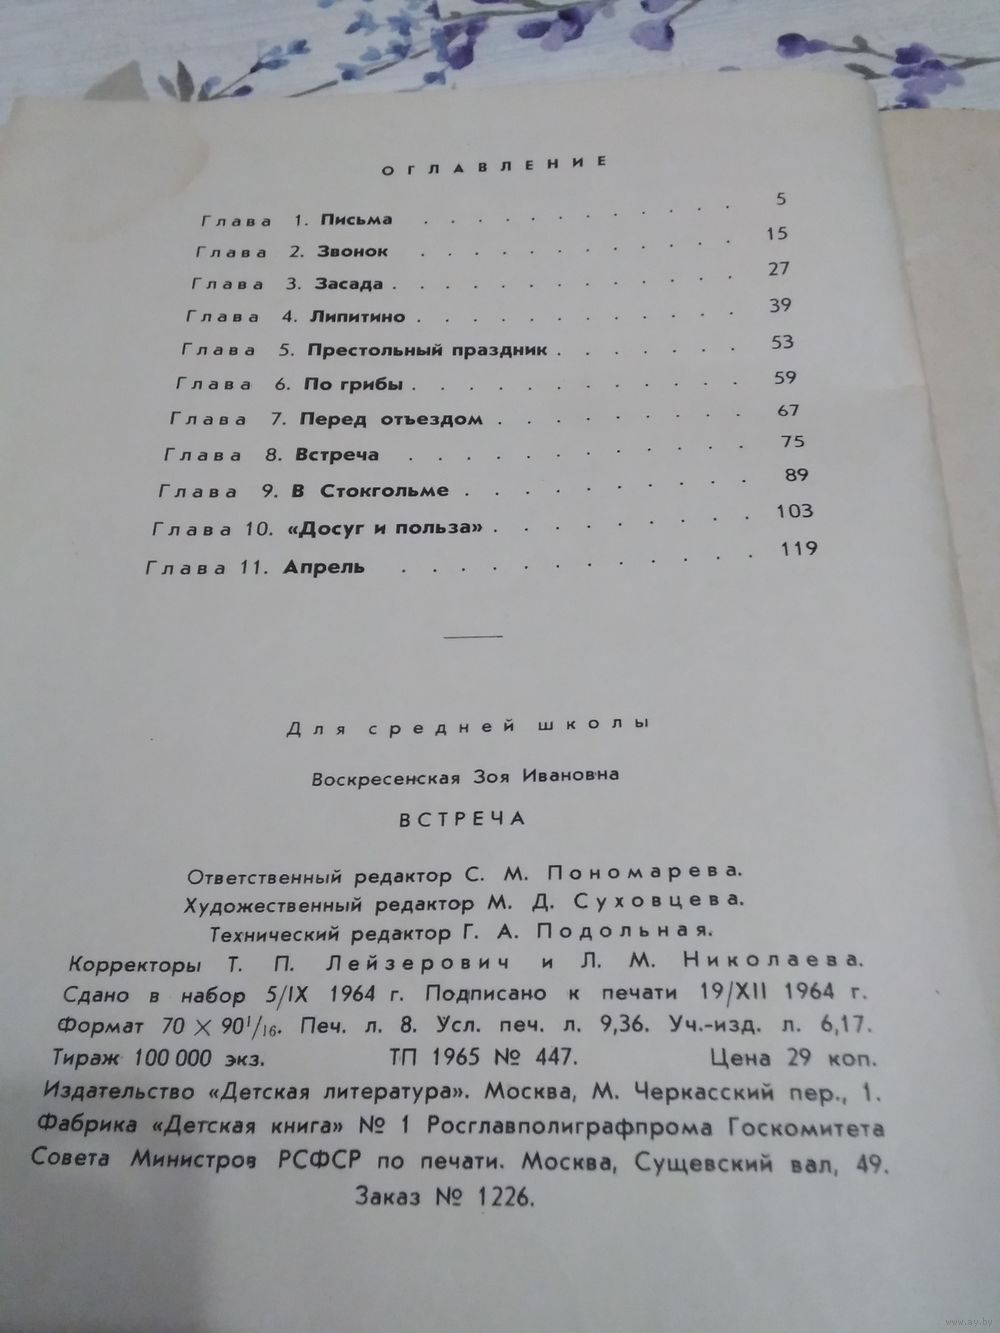 ОГЛАВЛЕНИЕ
Глава 1. Письма . . . . . . . . . . . . 5
Глава 2. Звонок . . . . . . . . . . . . 15
Глава 3. Засада . . . . . . . . . . . . . 27
Глава 4. Липитино . . . . . . . . . . . . 39
Глава 5. Престольный праздник . . . . . . . 53
Глава 6. По грибы . . . . . . . . . . . . 59
Глава 7. Перед отъездом . . . . . . . . . 67
Глава 8. Встреча . . . . . . . . . . . 75
Глава 9. В Стокгольме . . . . . . . . . . 89
Глава 10. «Досуг и польза» . . . . . . . . . 103
Глава 11. Апрель . . . . . . . . . . . 119
Для средней школы
Воскресенская Зоя Ивановна
ВСТРЕЧА
Ответственный редактор С. М. Пономарева.
Художественный редактор М. Д. Суховцева.
Технический редактор Г. А. Подольная.
Корректоры Т. П. Лейзерович и Л. М. Николаева.
Сдано в набор 5/IX 1964 г. Подписано к печати 19/XII 1964 г.
Формат 70 × 90¹/₁₆. Печ. л. 8. Усл. печ. л. 9,36. Уч.-изд. л. 6,17.
Тираж 100 000 экз. ТП 1965 № 447. Цена 29 коп.
Издательство «Детская литература». Москва, М. Черкасский пер., 1.
Фабрика «Детская книга» № 1 Росглавполиграфпрома Госкомитета
Совета Министров РСФСР по печати. Москва, Сущевский вал, 49.
Заказ № 1226.
www.ay.by